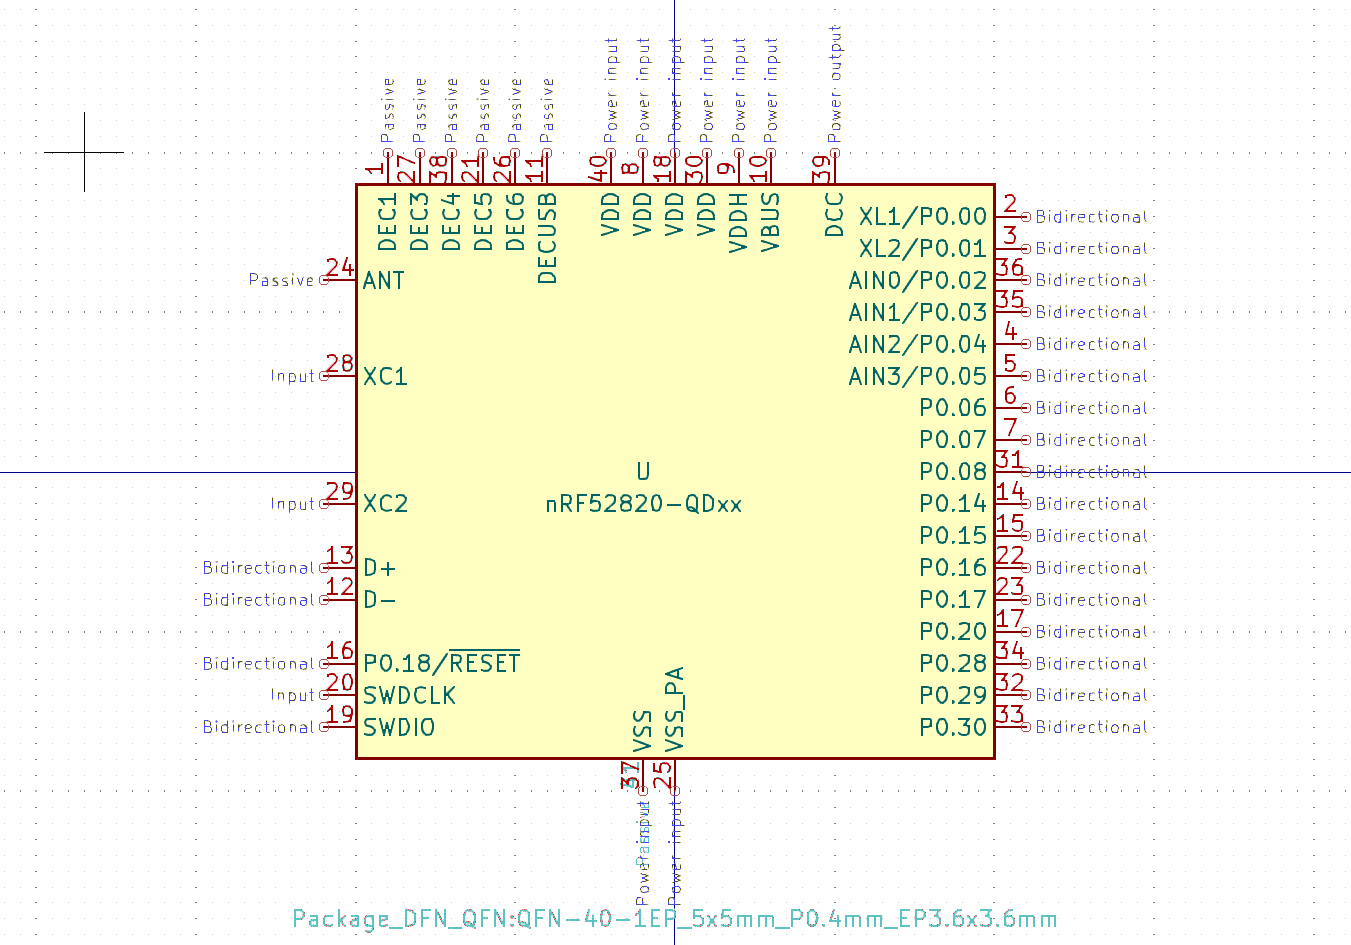 Passive
Passive
Passive
Passive
Passive
Passive
Power input
Power input
Power input
Power input
Power input
Power input
Power output
1
27
38
21
26
11
40
8
18
30
9
10
39
DEC1
DEC3
DEC4
DEC5
DEC6
DECUSB
VDD
VDD
VDD
VDD
VDDH
VBUS
DCC
XL1/P0.00 2 Bidirectional
XL2/P0.01 3 Bidirectional
Passive 24 ANT
AIN0/P0.02 36 Bidirectional
AIN1/P0.03 35 Bidirectional
AIN2/P0.04 4 Bidirectional
Input 28 XC1
AIN3/P0.05 5 Bidirectional
P0.06 6 Bidirectional
P0.07 7 Bidirectional
U
P0.08 31 Bidirectional
Input 29 XC2
nRF52820-QDxx
P0.14 14 Bidirectional
P0.15 15 Bidirectional
Bidirectional 13 D+
P0.16 22 Bidirectional
Bidirectional 12 D-
P0.17 23 Bidirectional
P0.20 17 Bidirectional
Bidirectional 16 P0.18/RESET
P0.28 34 Bidirectional
Input 20 SWDCLK
P0.29 32 Bidirectional
Bidirectional 19 SWDIO
P0.30 33 Bidirectional
VSS
VSS_PA
37
25
Power input
Passive
Power input
Package_DFN_QFN:QFN-40-1EP_5x5mm_P0.4mm_EP3.6x3.6mm